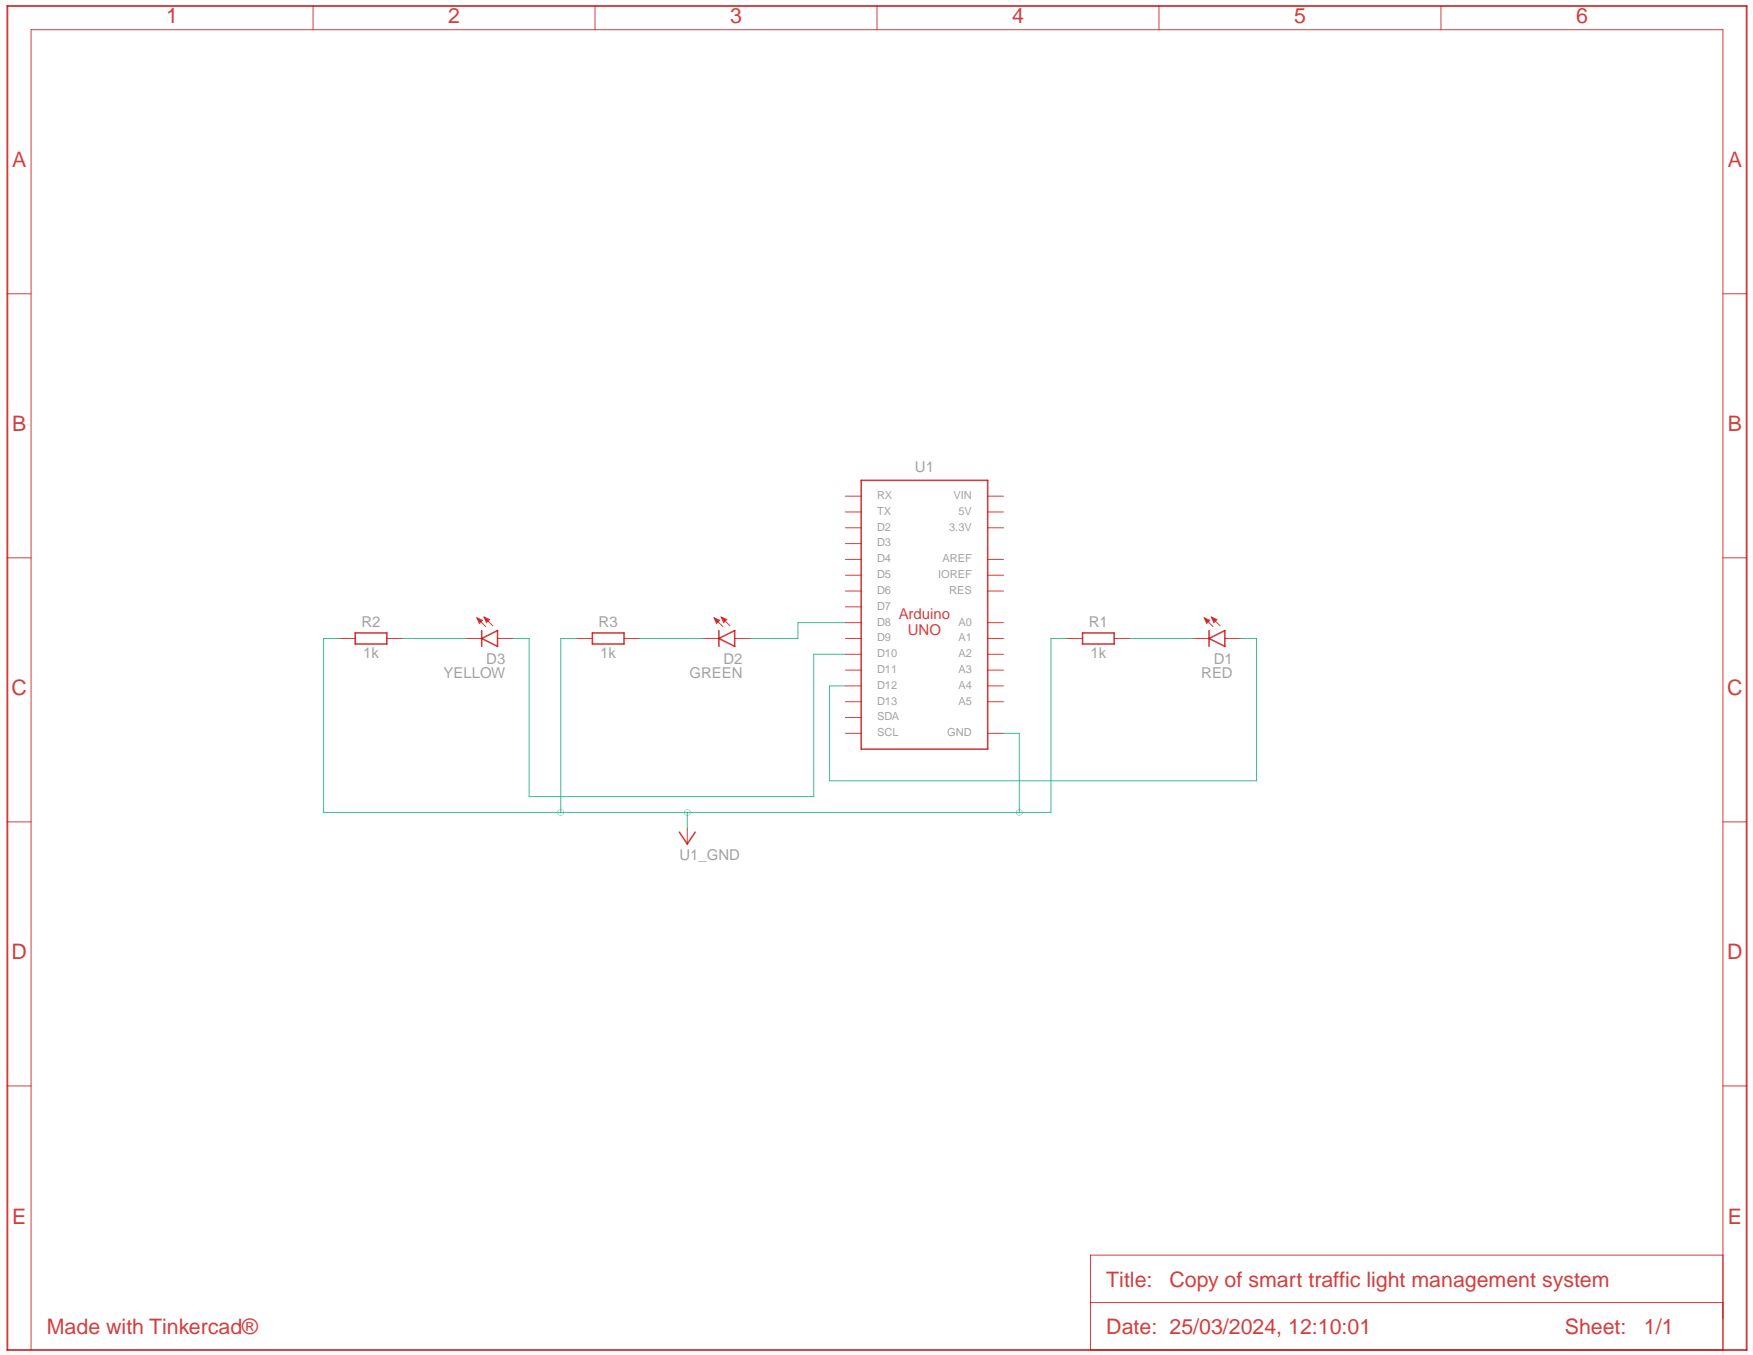 1 2 3 4 5 6
A A
B B
U1
RX VIN
TX 5V
D2 3.3V
D3
D4 AREF
D5 IOREF
D6 RES
D7
Arduino
UNO
D8 A0
D9 A1
D10 A2
D11 A3
D12 A4
D13 A5
SDA
SCL GND
R2
1k
D3
YELLOW
R3
1k
D2
GREEN
R1
1k
D1
RED
C C
U1_GND
D D
E E
Title: Copy of smart traffic light management system
Made with Tinkercad®
Date: 25/03/2024, 12:10:01 Sheet: 1/1